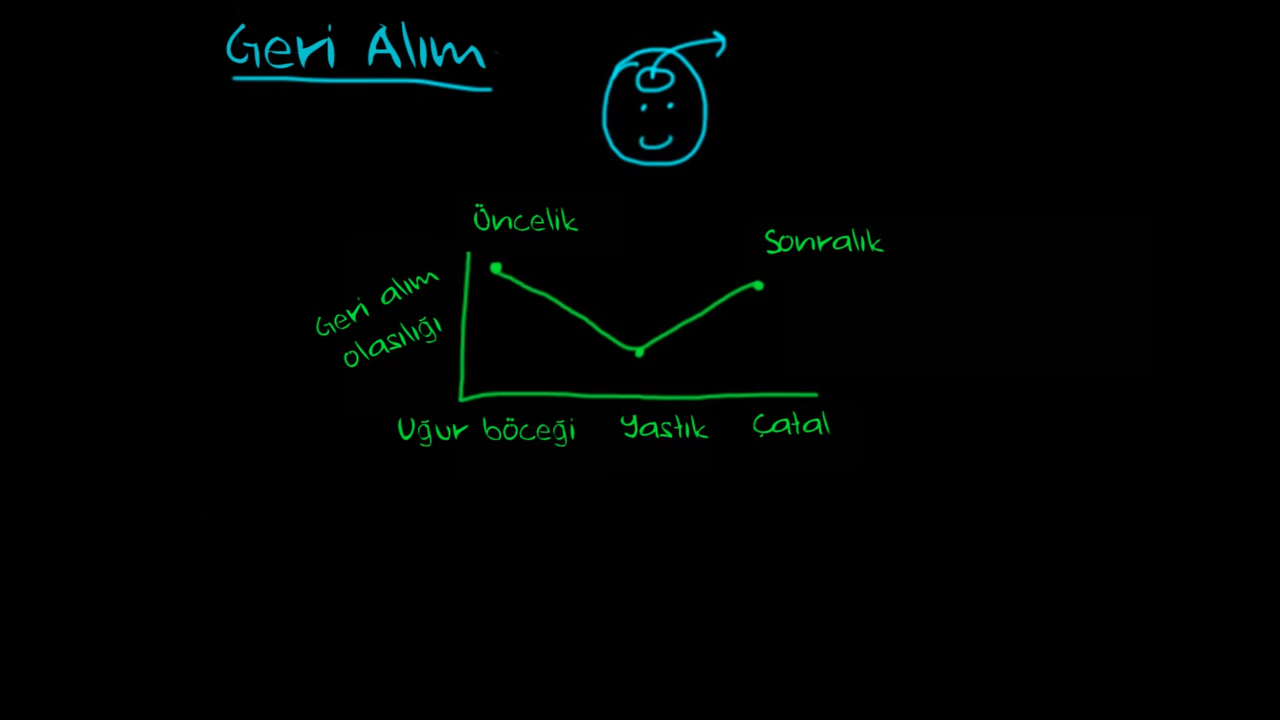 Geri Alım
Öncelik
Sonralık
Geri alım
olasılığı
Uğur böceği Yastık Çatal